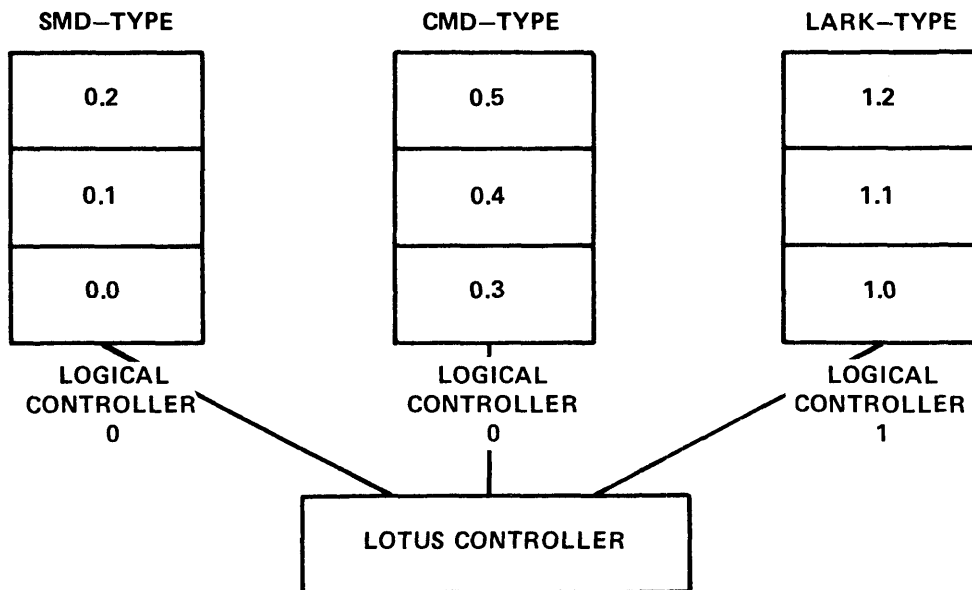 SMD–TYPE
0.2
0.1
0.0
LOGICAL
CONTROLLER
0
CMD–TYPE
0.5
0.4
0.3
LOGICAL
CONTROLLER
0
LARK–TYPE
1.2
1.1
1.0
LOGICAL
CONTROLLER
1
LOTUS CONTROLLER